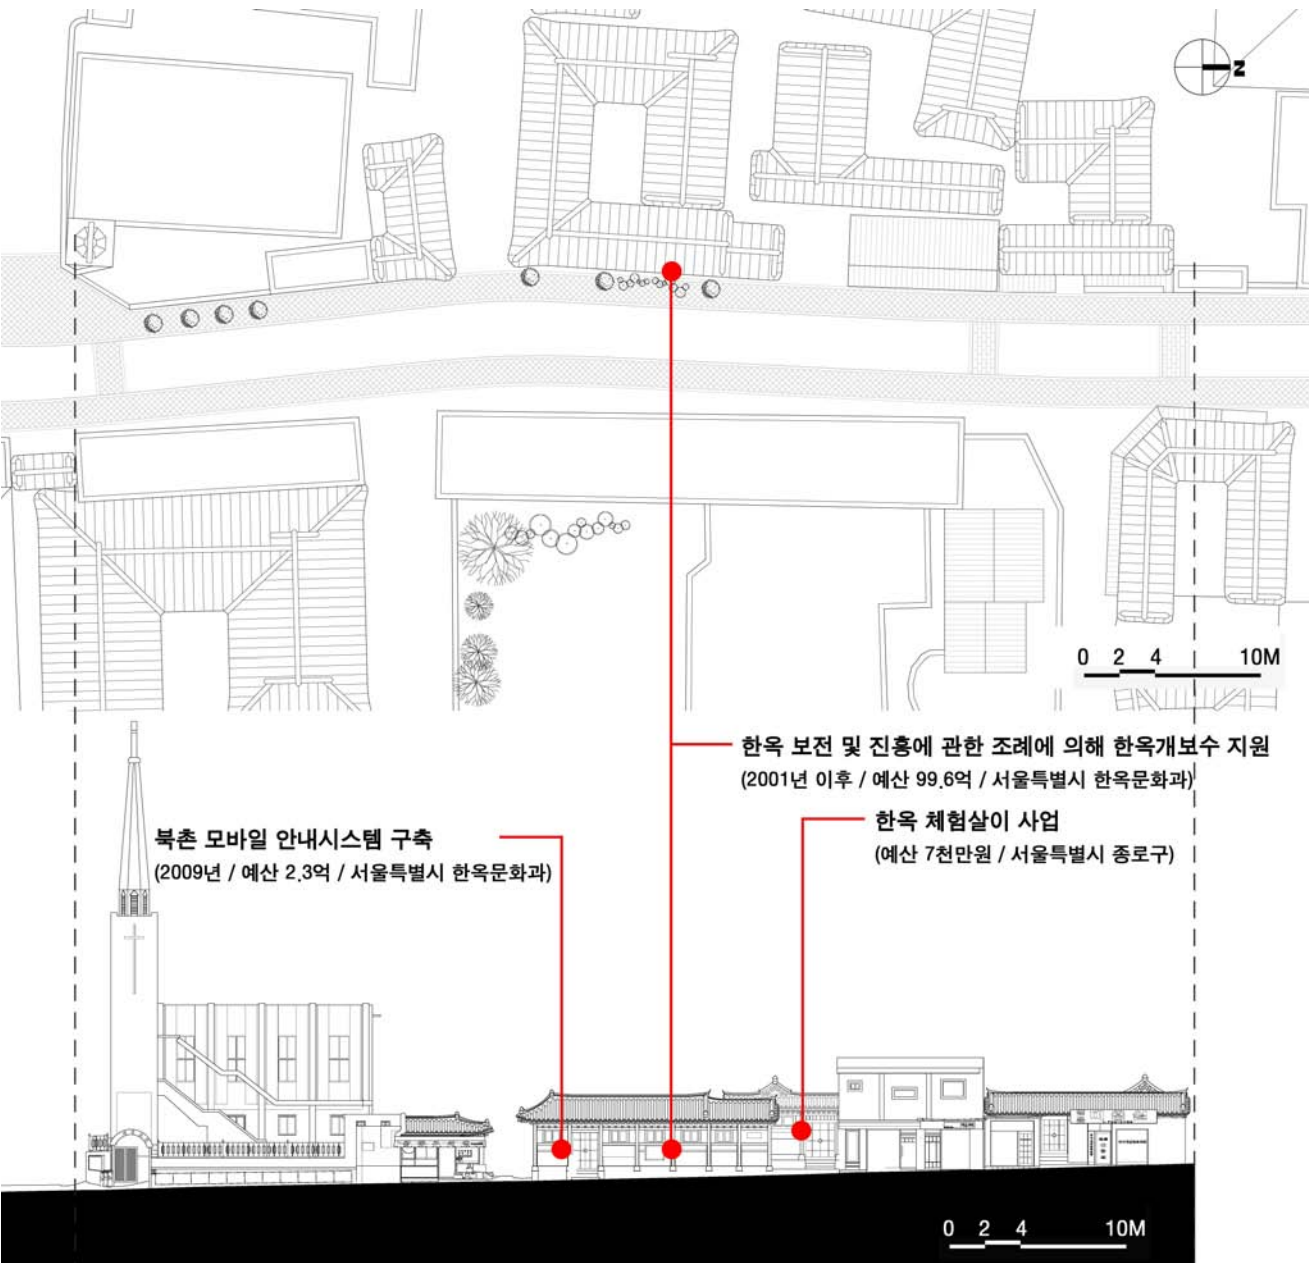 N
0 2 4 10M
한옥 보전 및 진흥에 관한 조례에 의해 한옥개보수 지원
(2001년 이후 / 예산 99.6억 / 서울특별시 한옥문화과)
한옥 체험살이 사업
(예산 7천만원 / 서울특별시 종로구)
북촌 모바일 안내시스템 구축
(2009년 / 예산 2.3억 / 서울특별시 한옥문화과)
0 2 4 10M